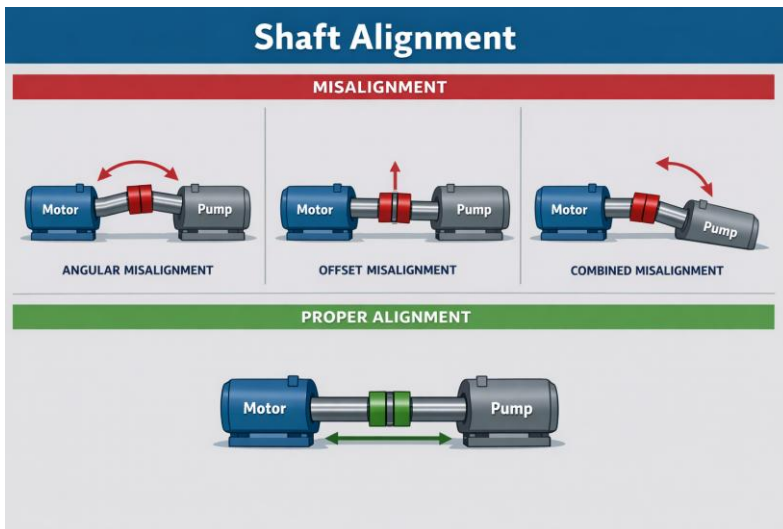 Shaft Alignment
MISALIGNMENT
Motor
Pump
ANGULAR MISALIGNMENT
Motor
Pump
OFFSET MISALIGNMENT
Motor
Pump
COMBINED MISALIGNMENT
PROPER ALIGNMENT
Motor
Pump